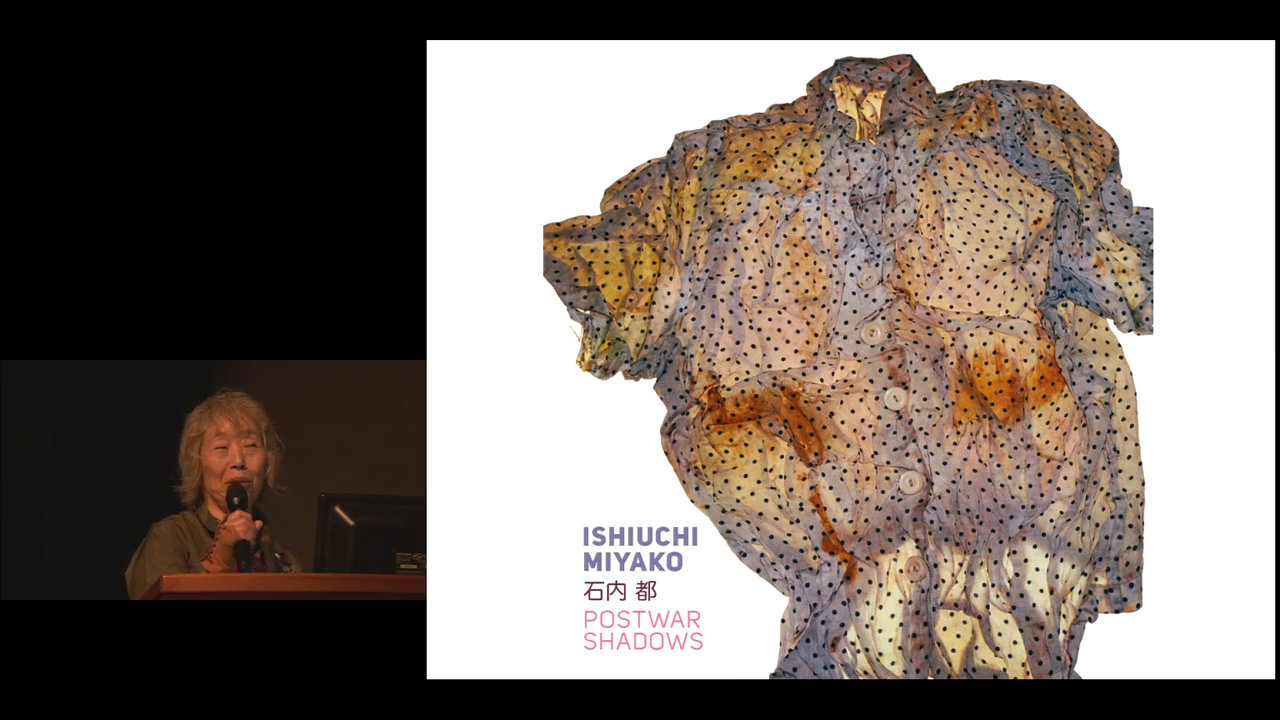 ISHIUCHI
MIYAKO
石内 都
POSTWAR
SHADOWS